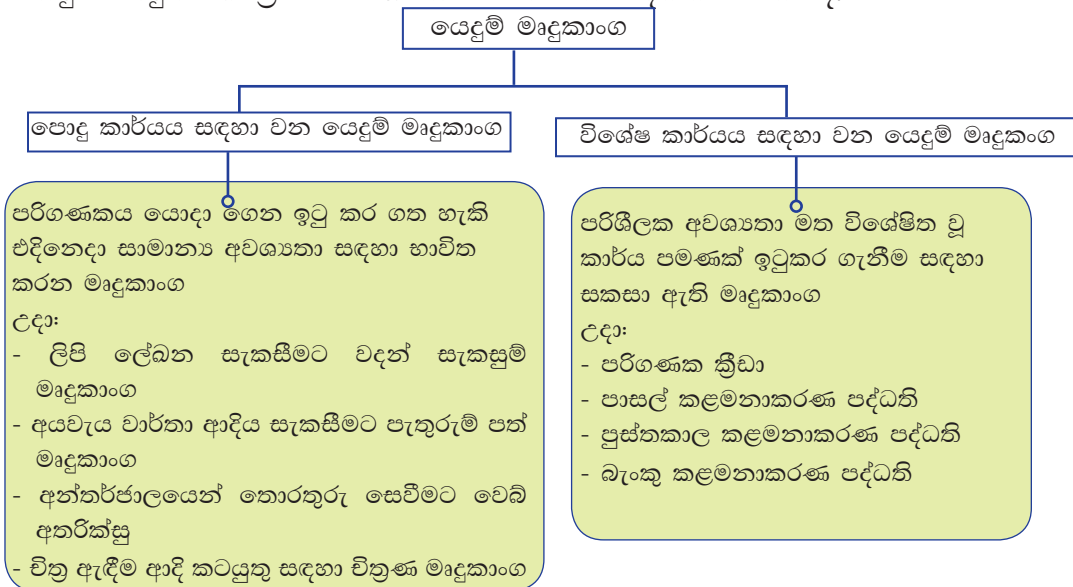 යෙදුම් මෘදුකාංග
පොදු කාර්යය සඳහා වන යෙදුම් මෘදුකාංග
පරිගණකය යොදා ගෙන ඉටු කර ගත හැකි
එදිනෙදා සාමාන්‍ය අවශ්‍යතා සඳහා භාවිත
කරන මෘදුකාංග
උදා:
- ලිපි ලේඛන සැකසීමට වදන් සැකසුම්
මෘදුකාංග
- අයවැය වාර්තා ආදිය සැකසීමට පැතුරුම් පත්
මෘදුකාංග
- අන්තර්ජාලයෙන් තොරතුරු සෙවීමට වෙබ්
අතරික්සු
- චිත්‍ර ඇඳීම ආදි කටයුතු සඳහා චිත්‍රණ මෘදුකාංග
විශේෂ කාර්යය සඳහා වන යෙදුම් මෘදුකංග
පරිශීලක අවශ්‍යතා මත විශේෂිත වූ
කාර්ය පමණක් ඉටුකර ගැනීම සඳහා
සකසා ඇති මෘදුකාංග
උදා:
- පරිගණක ක්‍රීඩා
- පාසල් කළමනාකරණ පද්ධති
- පුස්තකාල කළමනාකරණ පද්ධති
- බැංකු කළමනාකරණ පද්ධති